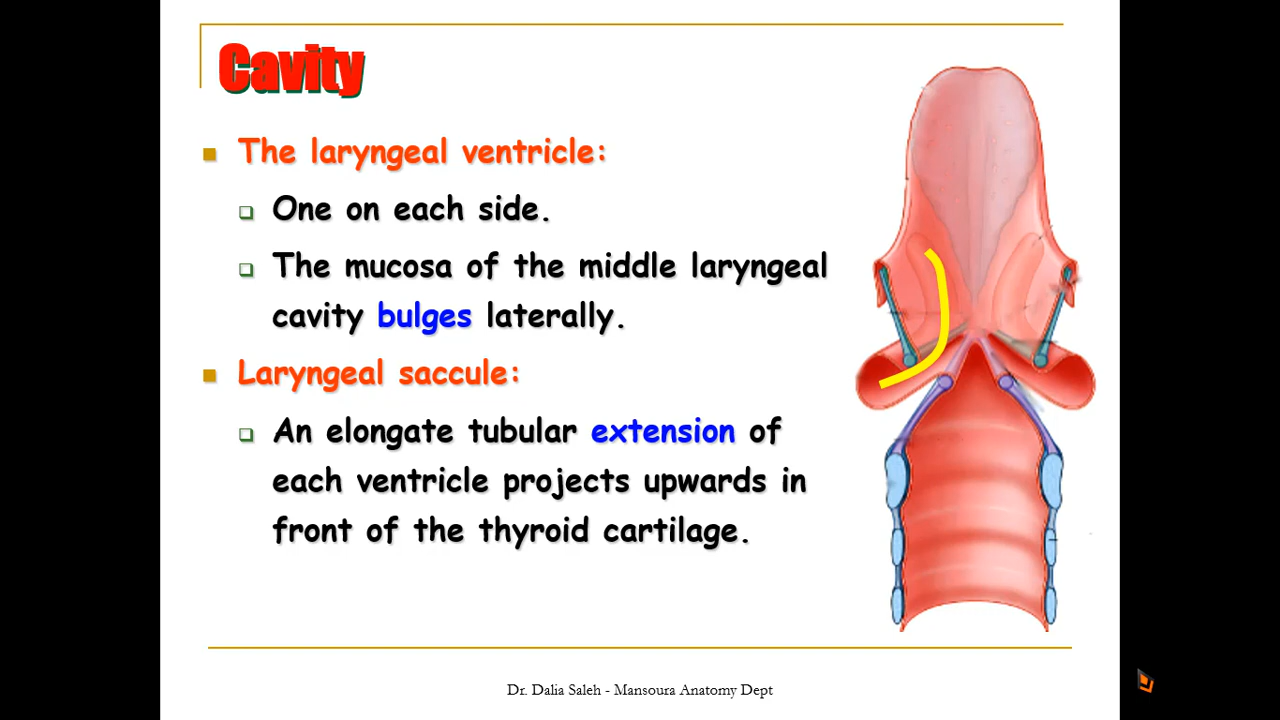 Cavity
The laryngeal ventricle:
One on each side.
The mucosa of the middle laryngeal
cavity bulges laterally.
Laryngeal saccule:
An elongate tubular extension of
each ventricle projects upwards in
front of the thyroid cartilage.
Dr. Dalia Saleh - Mansoura Anatomy Dept